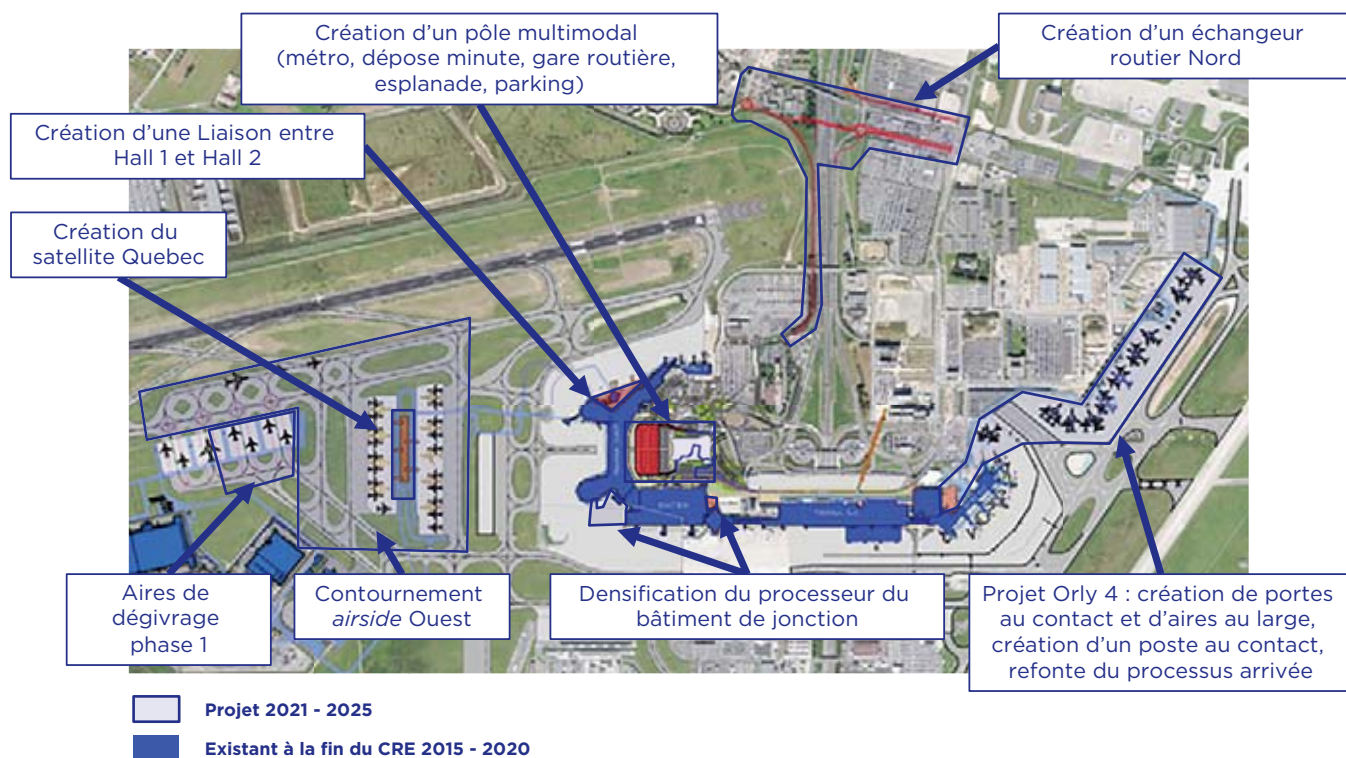 Création d'un pôle multimodal
(métro, dépose minute, gare routière,
esplanade, parking)
Création d'un échangeur
routier Nord
Création d'une Liaison entre
Hall 1 et Hall 2
Création du
satellite Quebec
Aires de
dégivrage
phase 1
Contournement
airside Ouest
Densification du processeur du
bâtiment de jonction
Projet Orly 4 : création de portes
au contact et d'aires au large,
création d'un poste au contact,
refonte du processus arrivée
Projet 2021 - 2025
Existant à la fin du CRE 2015 - 2020